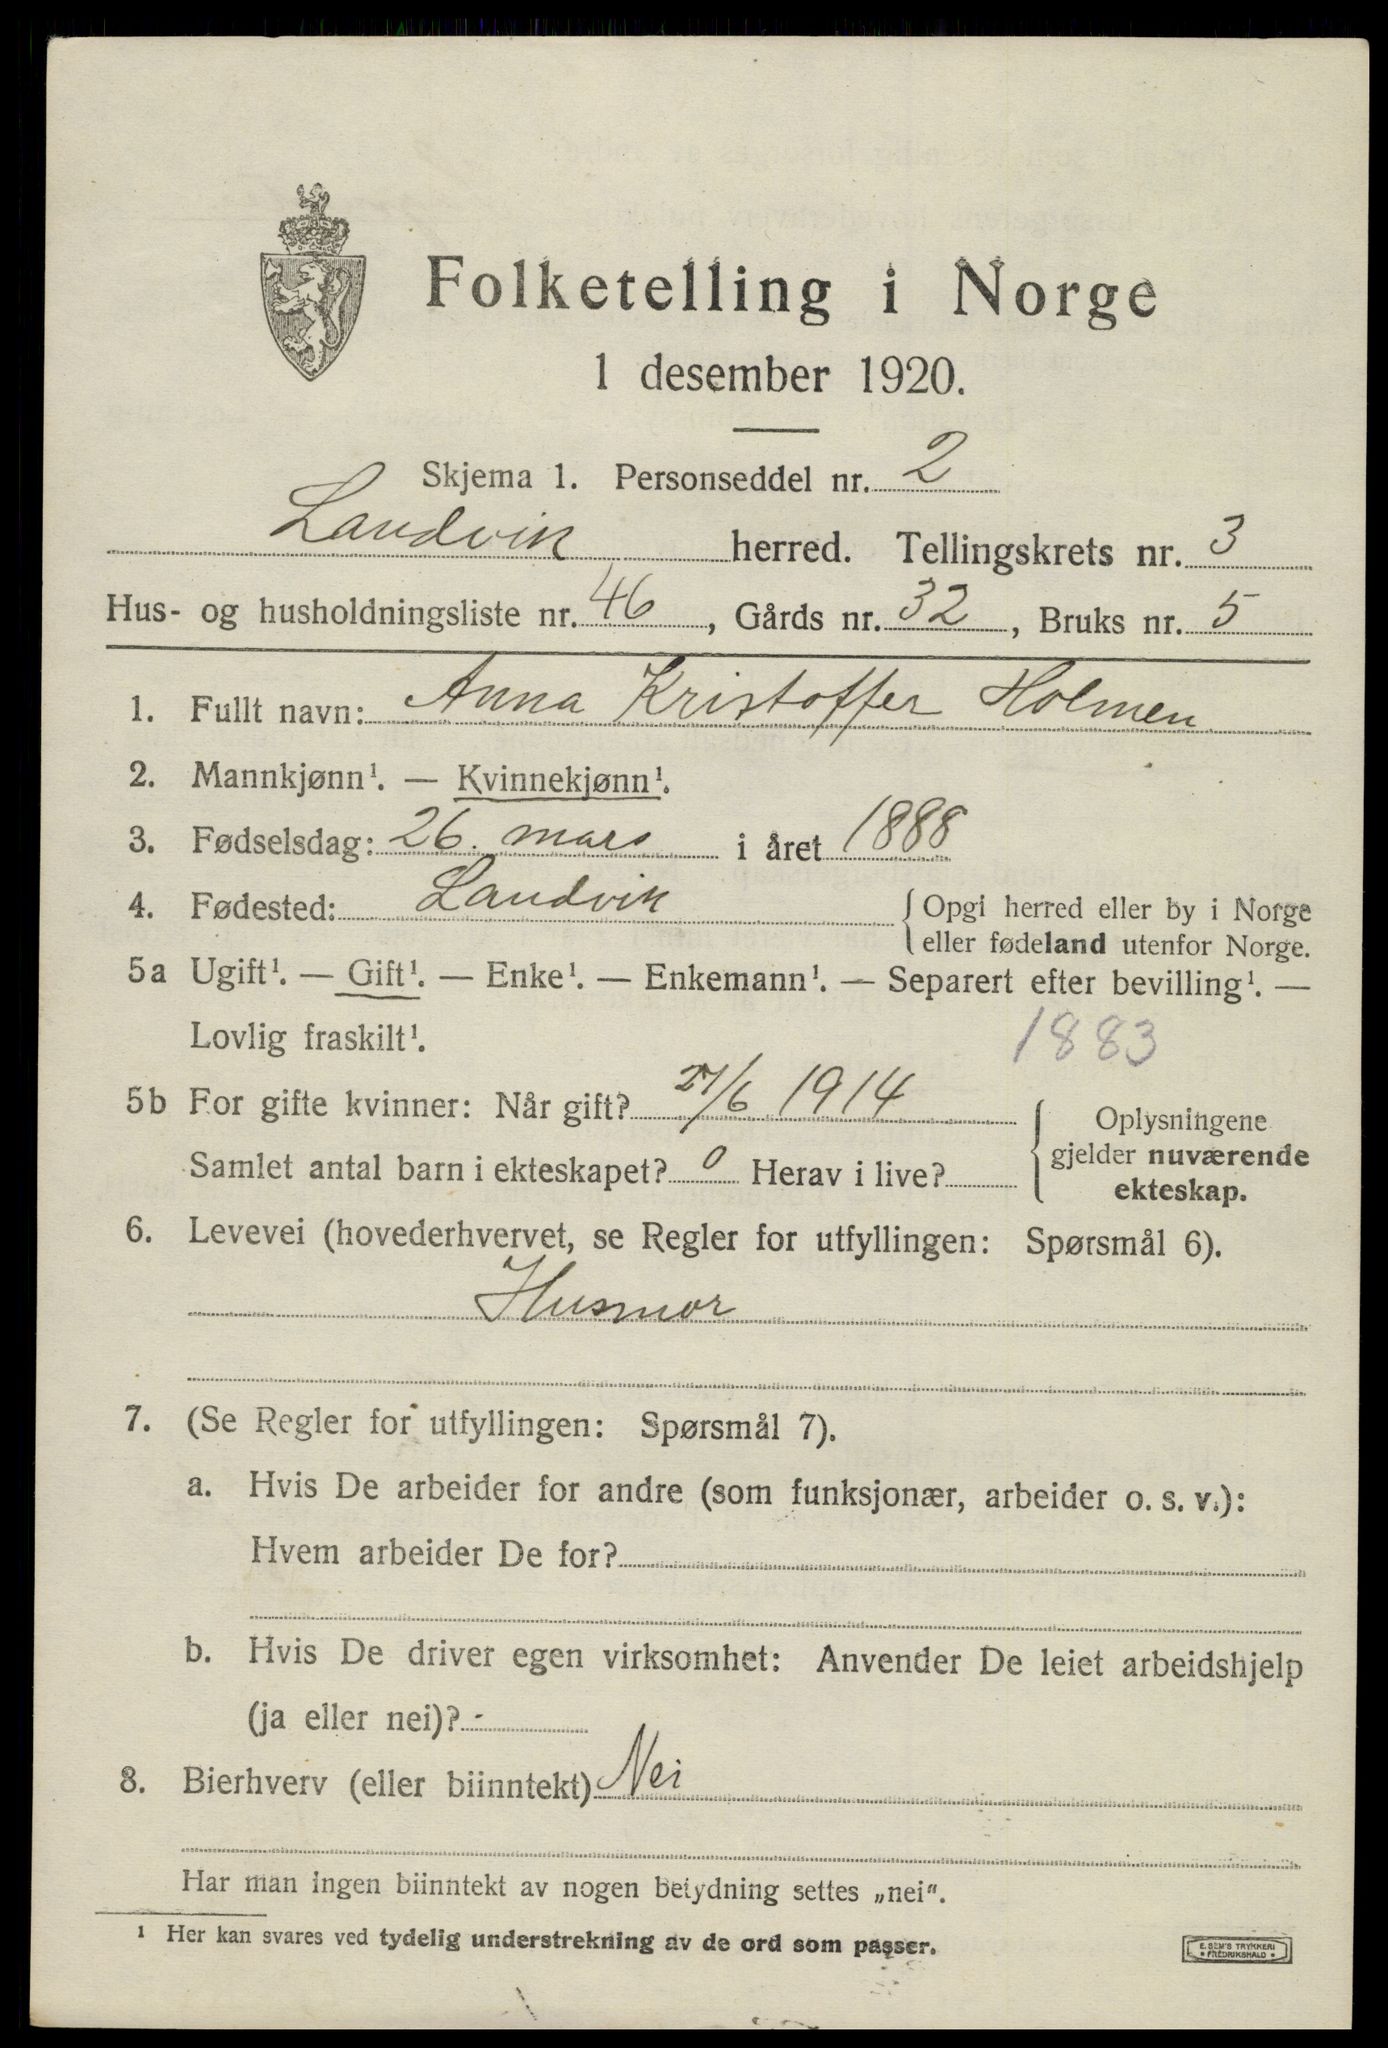 Folketelling i Norge
1 desember 1920.
Skjema 1. Personseddel nr. 2
Landvik herred. Tellingskrets nr. 3
Hus- og husholdningsliste nr. 46, Gårds nr. 32, Bruks nr. 5
1. Fullt navn: Anna Kristoffer Holmen
2. Mannkjønn¹. — Kvinnekjønn¹.
3. Fødselsdag: 26. mars i året 1888
4. Fødested: Landvik { Opgi herred eller by i Norge
eller fødeland utenfor Norge.
5a Ugift¹. — Gift¹. — Enke¹. — Enkemann¹. — Separert efter bevilling¹. —
Lovlig fraskilt¹. 1883
5b For gifte kvinner: Når gift? 27/6 1914
Samlet antal barn i ekteskapet? 0 Herav i live?
{ Oplysningene
gjelder nuværende
ekteskap.
6. Levevei (hovederhvervet, se Regler for utfyllingen: Spørsmål 6).
Husmor
7. (Se Regler for utfyllingen: Spørsmål 7).
a. Hvis De arbeider for andre (som funksjonær, arbeider o. s. v.):
Hvem arbeider De for?
b. Hvis De driver egen virksomhet: Anvender De leiet arbeidshjelp
(ja eller nei)? -
8. Bierhverv (eller biinntekt) Nei
Har man ingen biinntekt av nogen betydning settes „nei".
¹ Her kan svares ved tydelig understrekning av de ord som passer.
E. SEM'S TRYKKERI
• FREDRIKSHALD •